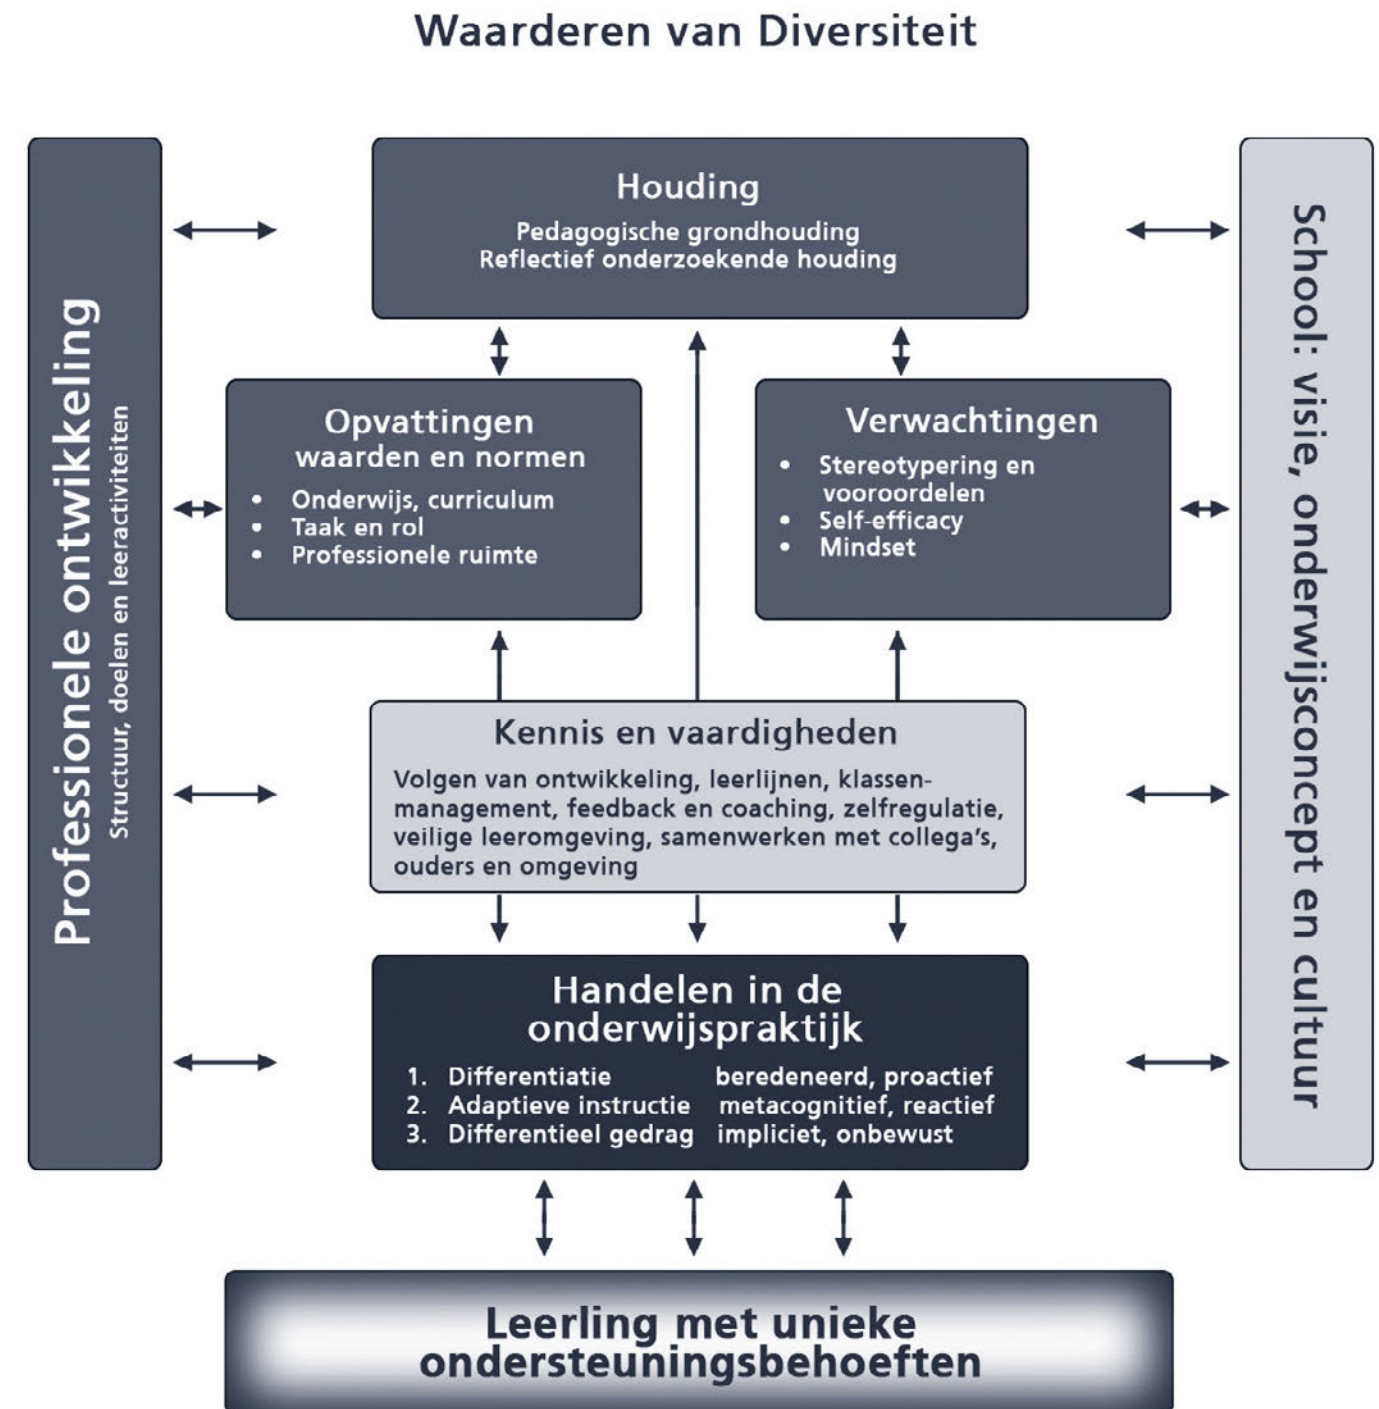 Waarderen van Diversiteit
Professionele ontwikkeling
Structuur, doelen en leeractiviteiten
Houding
Pedagogische grondhouding
Reflectief onderzoekende houding
Opvattingen
waarden en normen
• Onderwijs, curriculum
• Taak en rol
• Professionele ruimte
Verwachtingen
• Stereotypering en
vooroordelen
• Self-efficacy
• Mindset
Kennis en vaardigheden
Volgen van ontwikkeling, leerlijnen, klassen-
management, feedback en coaching, zelfregulatie,
veilige leeromgeving, samenwerken met collega's,
ouders en omgeving
Handelen in de
onderwijspraktijk
1. Differentiatie beredeneerd, proactief
2. Adaptieve instructie metacognitief, reactief
3. Differentieel gedrag impliciet, onbewust
School: visie, onderwijsconcept en cultuur
Leerling met unieke
ondersteuningsbehoeften